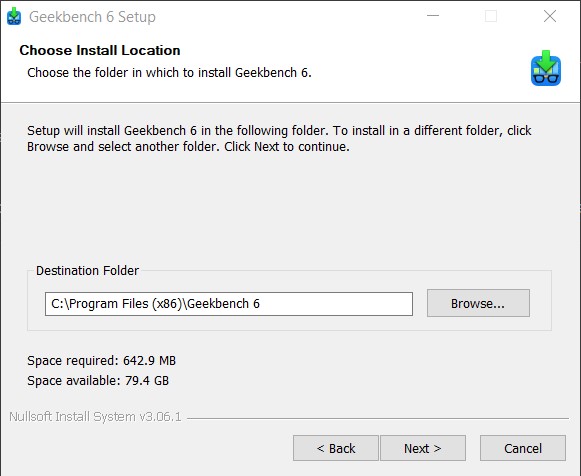 Geekbench 6 Setup
Choose Install Location
Choose the folder in which to install Geekbench 6.
Setup will install Geekbench 6 in the following folder. To install in a different folder, click
Browse and select another folder. Click Next to continue.
Destination Folder
C:\Program Files (x86)\Geekbench 6
Browse...
Space required: 642.9 MB
Space available: 79.4 GB
Nullsoft Install System v3.06.1
< Back
Next >
Cancel